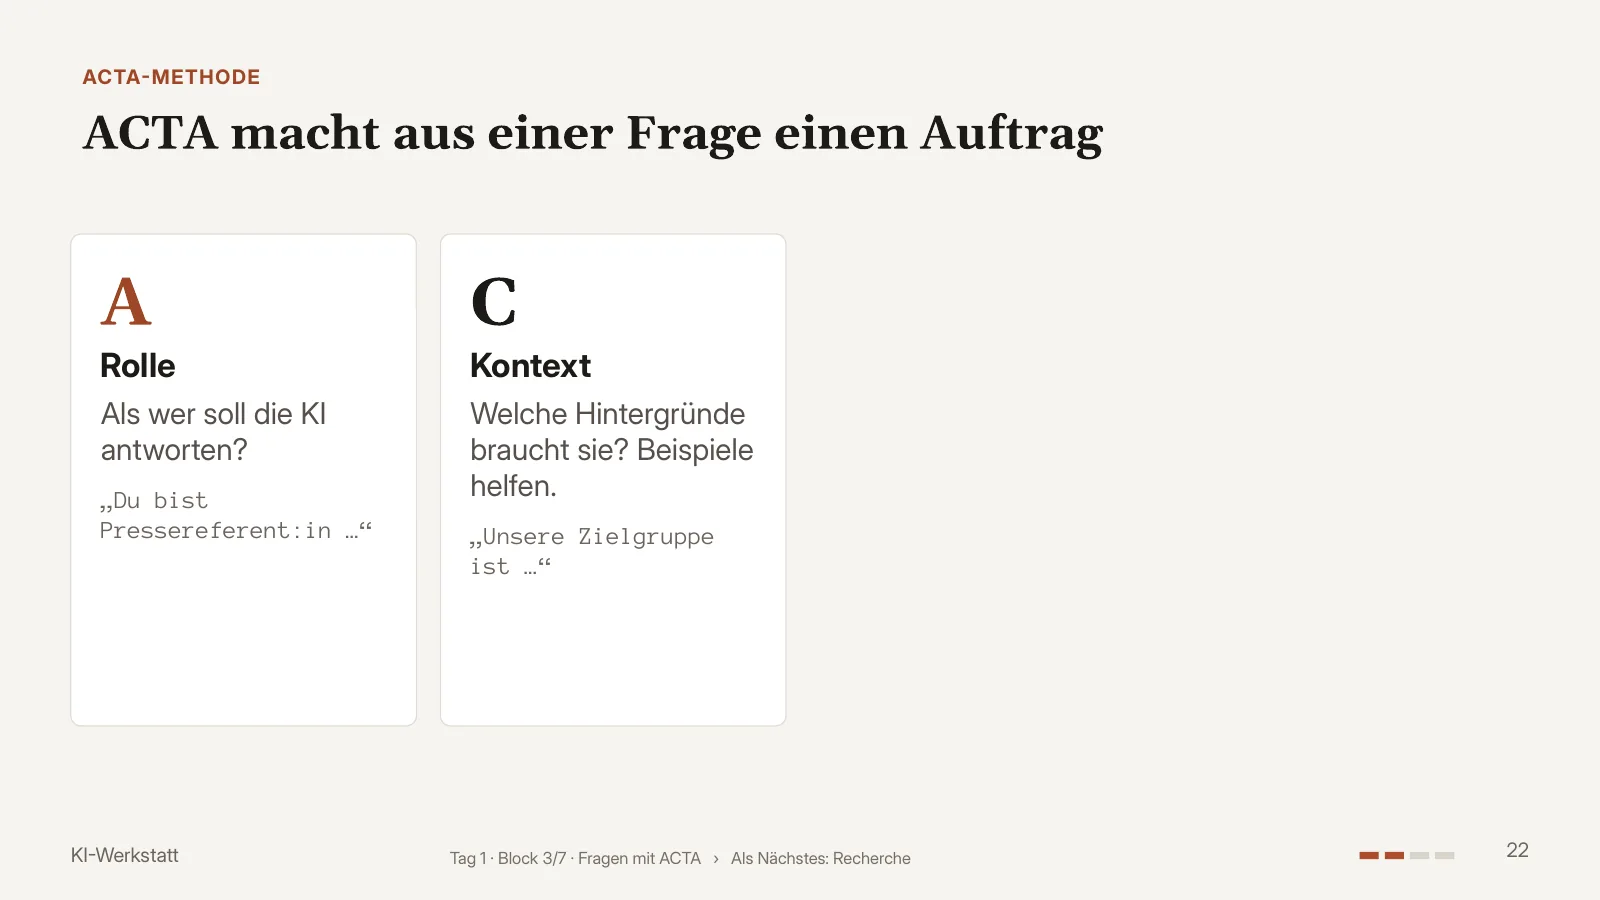 ACTA-METHODE
ACTA macht aus einer Frage einen Auftrag
A
Rolle
Als wer soll die KI
antworten?
„Du bist
Pressereferent:in …“
C
Kontext
Welche Hintergründe
braucht sie? Beispiele
helfen.
„Unsere Zielgruppe
ist …“
KI-Werkstatt
Tag 1 · Block 3/7 · Fragen mit ACTA › Als Nächstes: Recherche
22